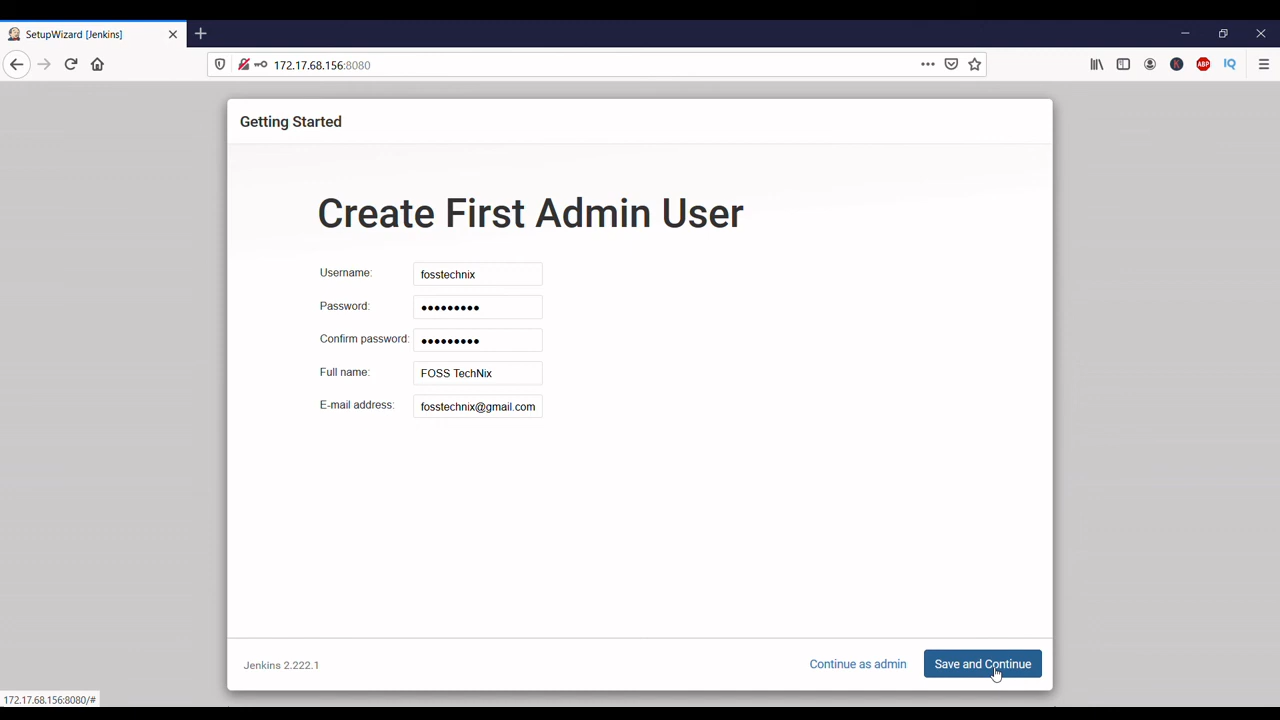 SetupWizard [Jenkins]
172.17.68.156:8080
ABP
IQ
Getting Started
Create First Admin User
Username: fosstechnix
Password: •••••••••
Confirm password: •••••••••
Full name: FOSS TechNix
E-mail address: fosstechnix@gmail.com
Jenkins 2.222.1
Continue as admin
Save and Continue
172.17.68.156:8080/#